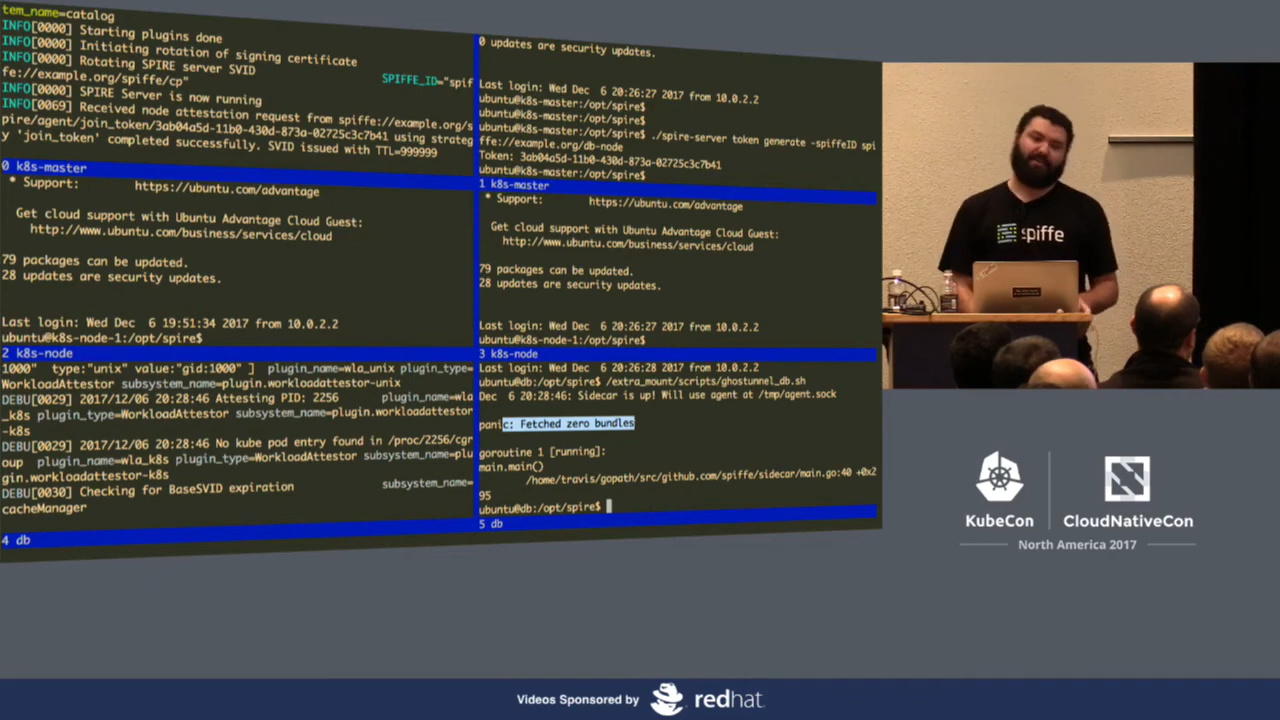 tem_name=catalog
INFO[0000] Starting plugins done
INFO[0000] Initiating rotation of signing certificate
INFO[0000] Rotating SPIRE server SVID SPIFFE_ID="spif
fe://example.org/spiffe/cp"
INFO[0000] SPIRE Server is now running
INFO[0069] Received node attestation request from spiffe://example.org/s
pire/agent/join_token/3ab04a5d-11b0-430d-873a-02725c3c7b41 using strateg
y 'join_token' completed successfully. SVID issued with TTL=999999
0 k8s-master
0 updates are security updates.
Last login: Wed Dec 6 20:26:27 2017 from 10.0.2.2
ubuntu@k8s-master:/opt/spire$
ubuntu@k8s-master:/opt/spire$
ubuntu@k8s-master:/opt/spire$ ./spire-server token generate -spiffeID spi
ffe://example.org/db-node
Token: 3ab04a5d-11b0-430d-873a-02725c3c7b41
ubuntu@k8s-master:/opt/spire$
1 k8s-master
* Support: https://ubuntu.com/advantage
Get cloud support with Ubuntu Advantage Cloud Guest:
http://www.ubuntu.com/business/services/cloud
79 packages can be updated.
28 updates are security updates.
Last login: Wed Dec 6 19:51:34 2017 from 10.0.2.2
ubuntu@k8s-node-1:/opt/spire$
2 k8s-node
* Support: https://ubuntu.com/advantage
Get cloud support with Ubuntu Advantage Cloud Guest:
http://www.ubuntu.com/business/services/cloud
79 packages can be updated.
28 updates are security updates.
Last login: Wed Dec 6 20:26:27 2017 from 10.0.2.2
ubuntu@k8s-node-1:/opt/spire$
3 k8s-node
1000" type:"unix" value:"gid:1000" ] plugin_name=wla_unix plugin_type=
WorkloadAttestor subsystem_name=plugin.workloadattestor-unix
DEBU[0029] 2017/12/06 20:28:46 Attesting PID: 2256 plugin_name=wla
_k8s plugin_type=WorkloadAttestor subsystem_name=plugin.workloadattestor
-k8s
DEBU[0029] 2017/12/06 20:28:46 No kube pod entry found in /proc/2256/cgr
oup plugin_name=wla_k8s plugin_type=WorkloadAttestor subsystem_name=plu
gin.workloadattestor-k8s
DEBU[0030] Checking for BaseSVID expiration subsystem_name=
cacheManager
4 db
Last login: Wed Dec 6 20:26:28 2017 from 10.0.2.2
ubuntu@db:/opt/spire$ /extra_mount/scripts/ghostunnel_db.sh
Dec 6 20:28:46: Sidecar is up! Will use agent at /tmp/agent.sock
panic: Fetched zero bundles
goroutine 1 [running]:
main.main()
/home/travis/gopath/src/github.com/spiffe/sidecar/main.go:40 +0x2
95
ubuntu@db:/opt/spire$
5 db
spiffe
KubeCon
CloudNativeCon
North America 2017
Videos Sponsored by
redhat.